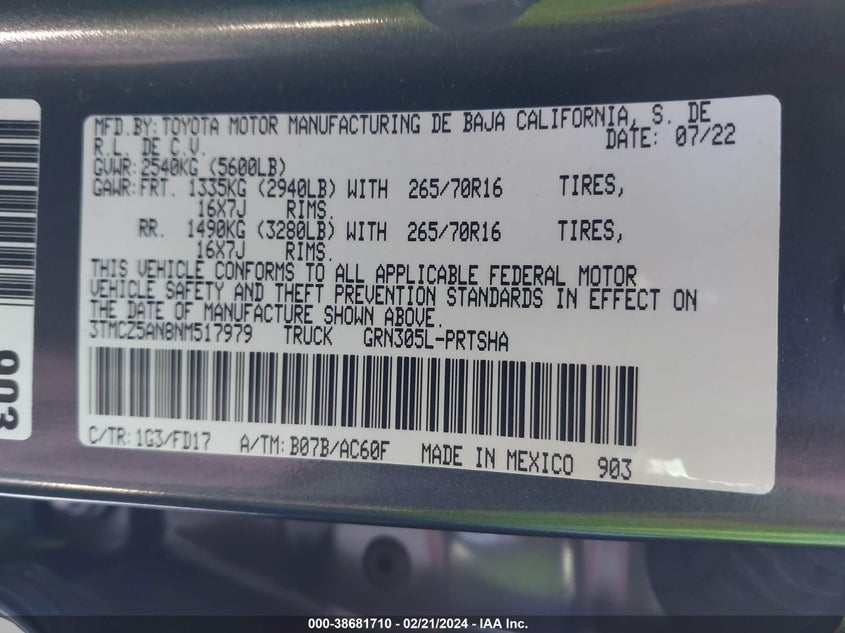 MFD.BY:TOYOTA MOTOR MANUFACTURING DE BAJA CALIFORNIA, S. DE
R.L. DE C.V. DATE: 07/22
GVWR:2540KG (5600LB)
GAWR:FRT. 1335KG (2940LB) WITH 265/70R16 TIRES,
16X7J RIMS.
RR. 1490KG (3280LB) WITH 265/70R16 TIRES,
16X7J RIMS.
THIS VEHICLE CONFORMS TO ALL APPLICABLE FEDERAL MOTOR
VEHICLE SAFETY AND THEFT PREVENTION STANDARDS IN EFFECT ON
THE DATE OF MANUFACTURE SHOWN ABOVE.
3TMCZ5AN8NM517979 TRUCK GRN305L-PRTSHA
C/TR:1G3/FD17 A/TM:B07B/AC60F MADE IN MEXICO 903
903
000-38681710 — 02/21/2024 — IAA Inc.